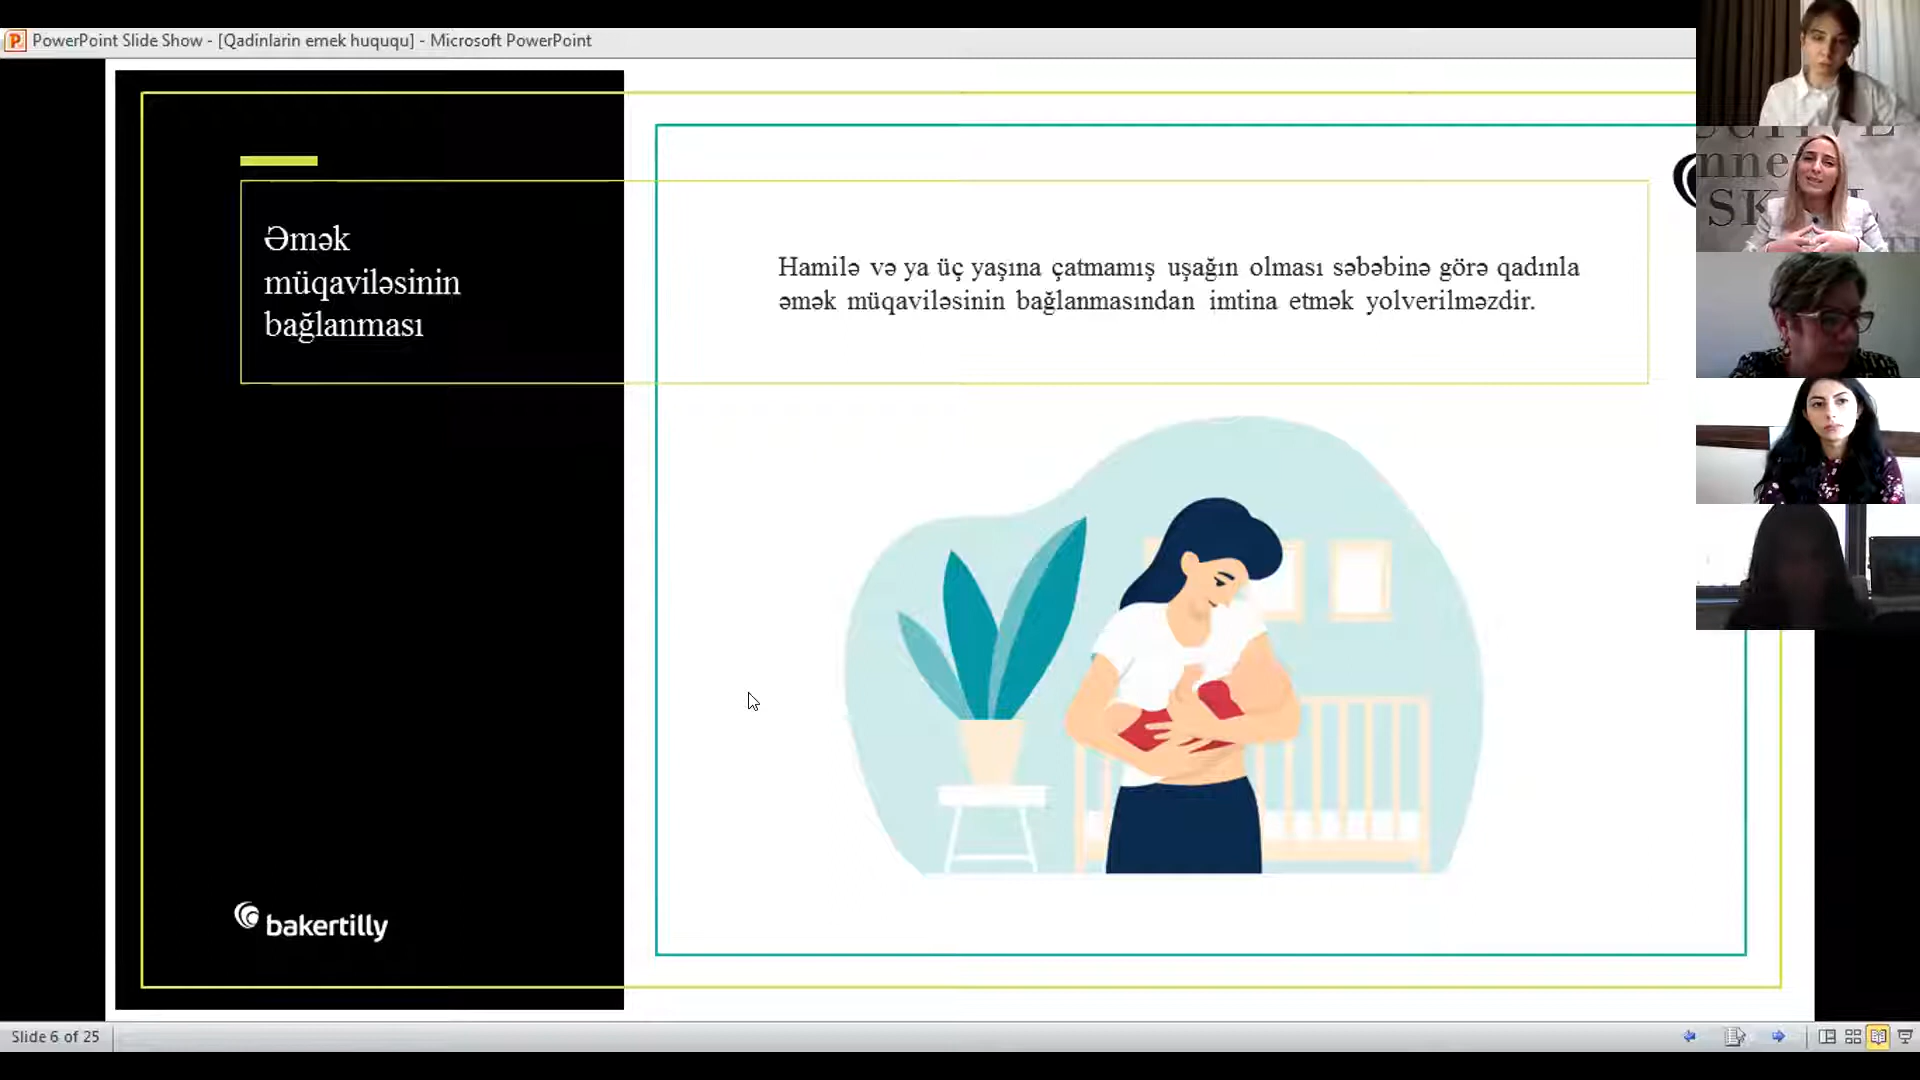 PowerPoint Slide Show - [Qadinlarin emek huququ] - Microsoft PowerPoint
Əmək
müqaviləsinin
bağlanması
Hamilə və ya üç yaşına çatmamış uşağın olması səbəbinə görə qadınla
əmək müqaviləsinin bağlanmasından imtina etmək yolverilməzdir.
bakertilly
Slide 6 of 25